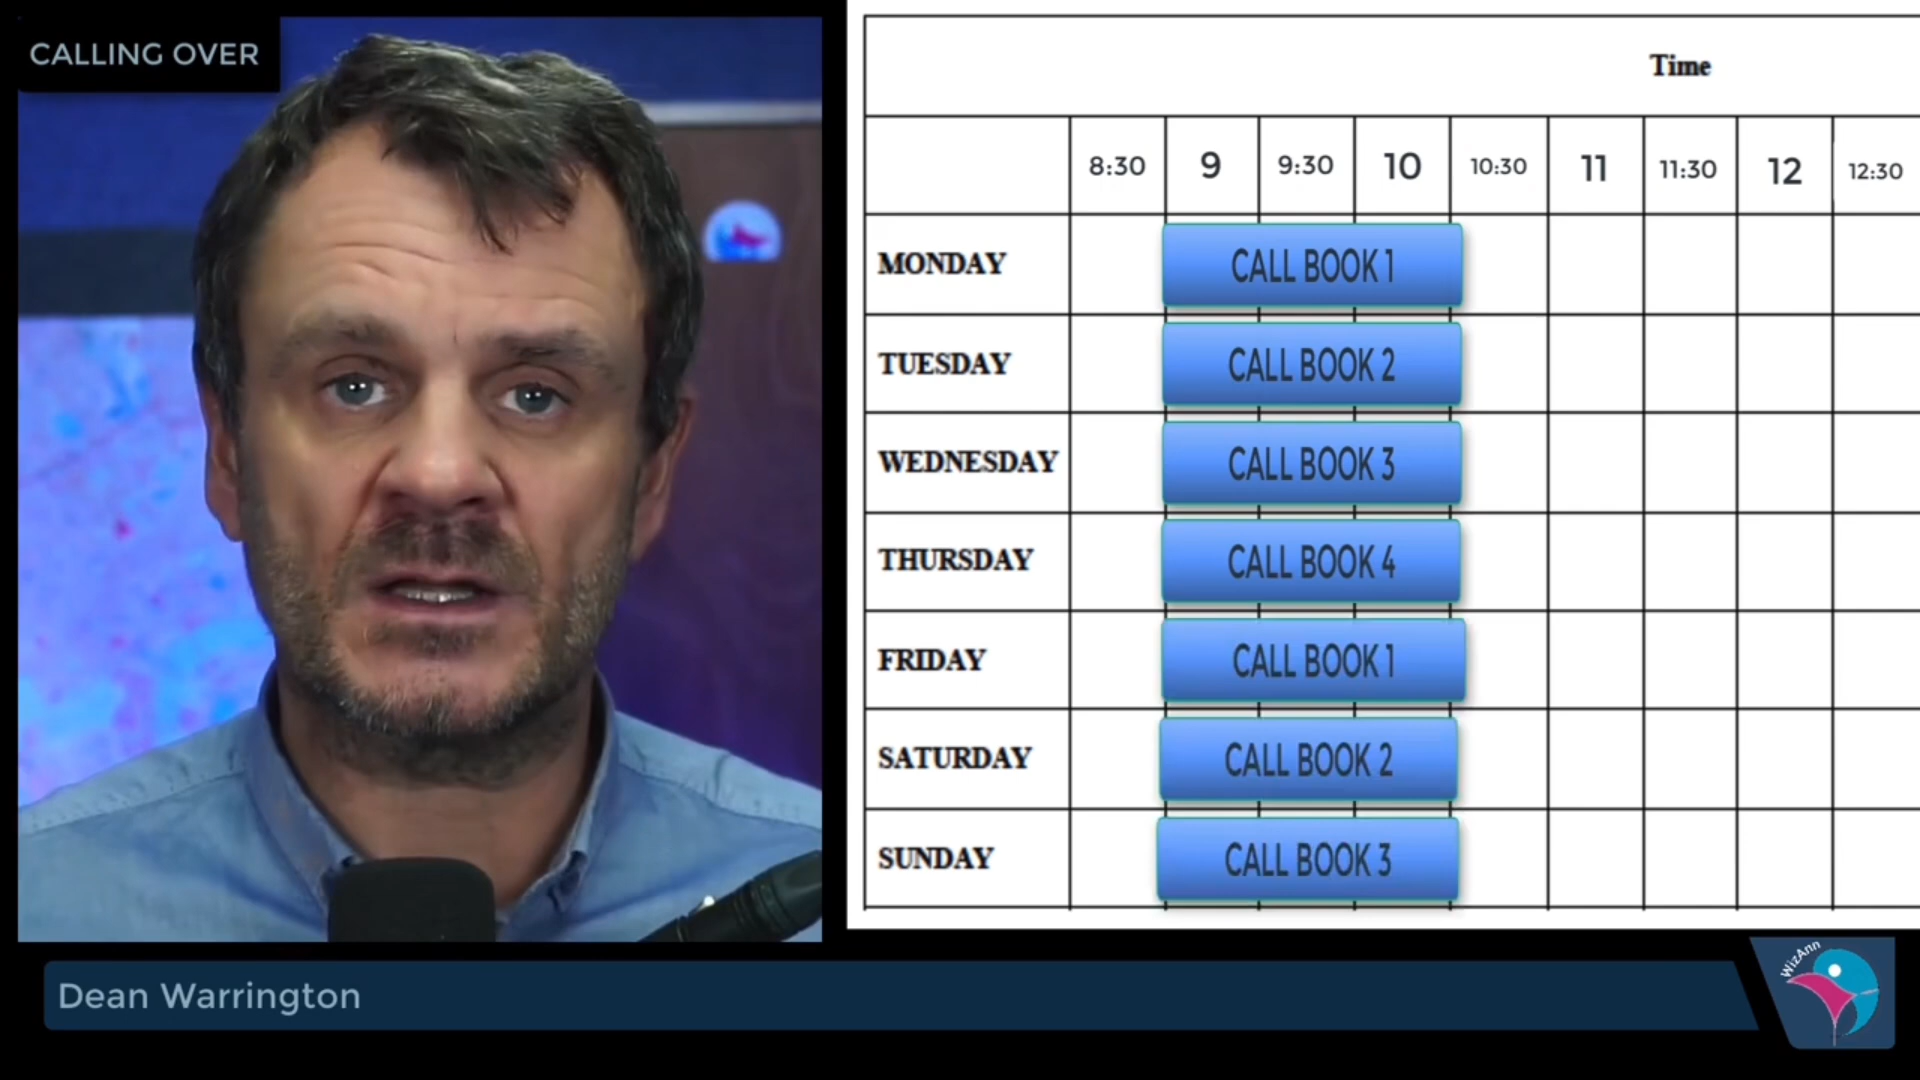 CALLING OVER
Time
8:30 9 9:30 10 10:30 11 11:30 12 12:30
MONDAY CALL BOOK 1
TUESDAY CALL BOOK 2
WEDNESDAY CALL BOOK 3
THURSDAY CALL BOOK 4
FRIDAY CALL BOOK 1
SATURDAY CALL BOOK 2
SUNDAY CALL BOOK 3
Dean Warrington
WizAnn